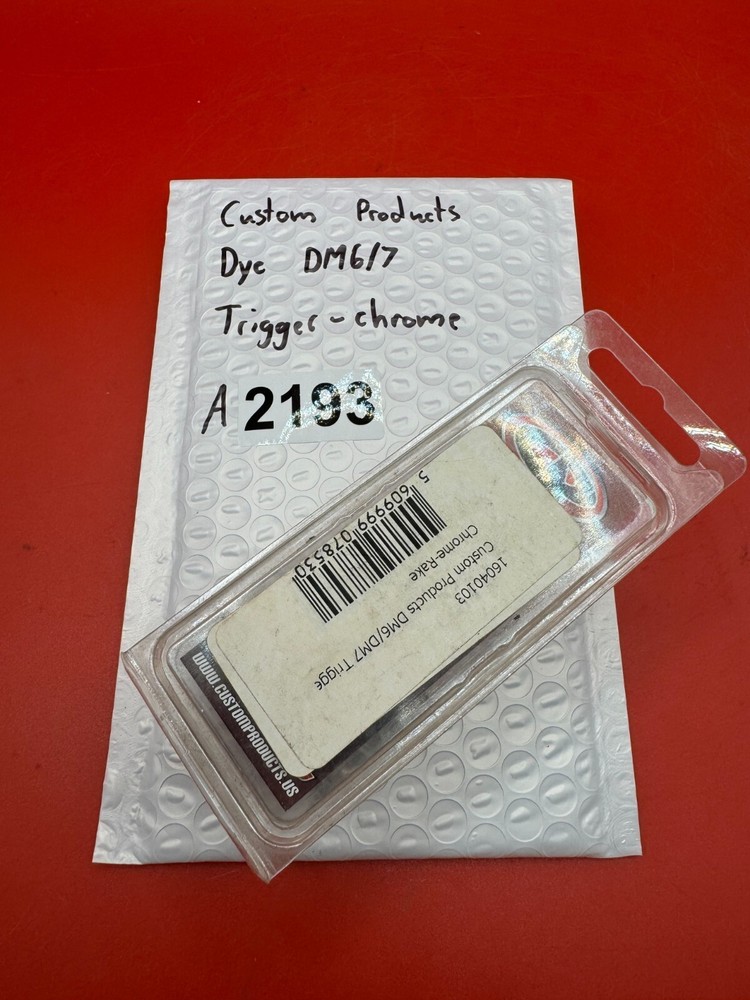 Custom Products
Dye DM6/7
Trigger-chrome
A 2193
16040103
Custom Products DM6/DM7 Trigge
Chrome-Rake
5 609999 078530
WWW.CUSTOMPRODUCTS.US